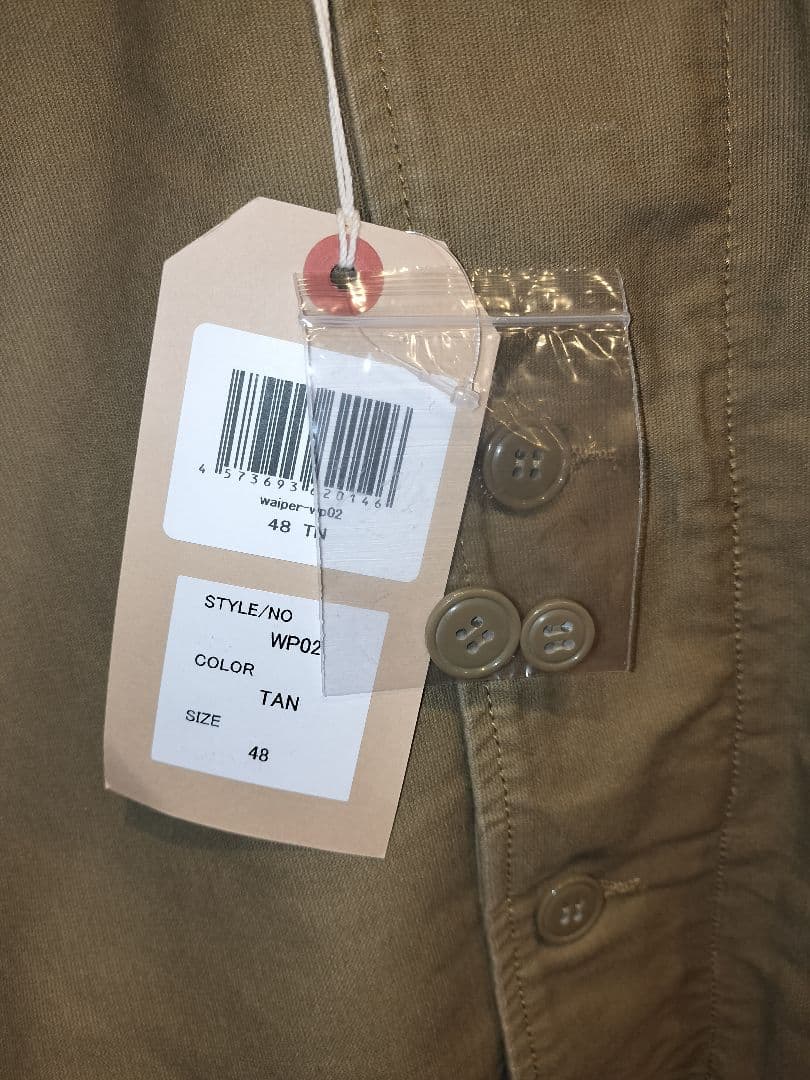 4 573693 620146
waiper-wp02
48 TN
STYLE/NO
WP02
COLOR
TAN
SIZE
48